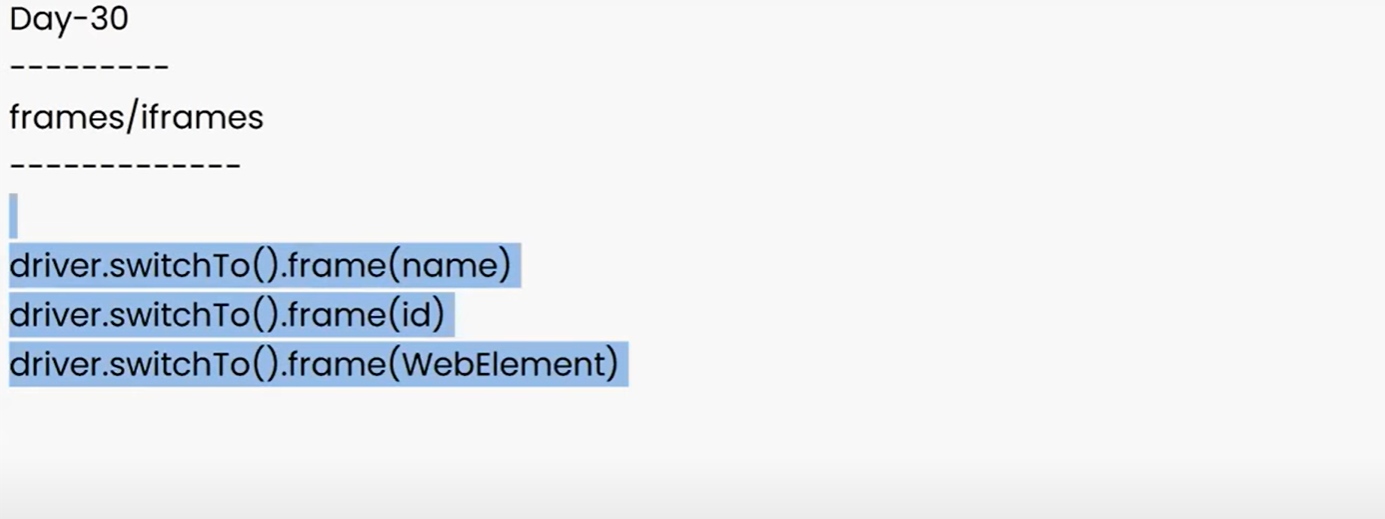 Day-30
---------
frames/iframes
-------------
driver.switchTo().frame(name)
driver.switchTo().frame(id)
driver.switchTo().frame(WebElement)